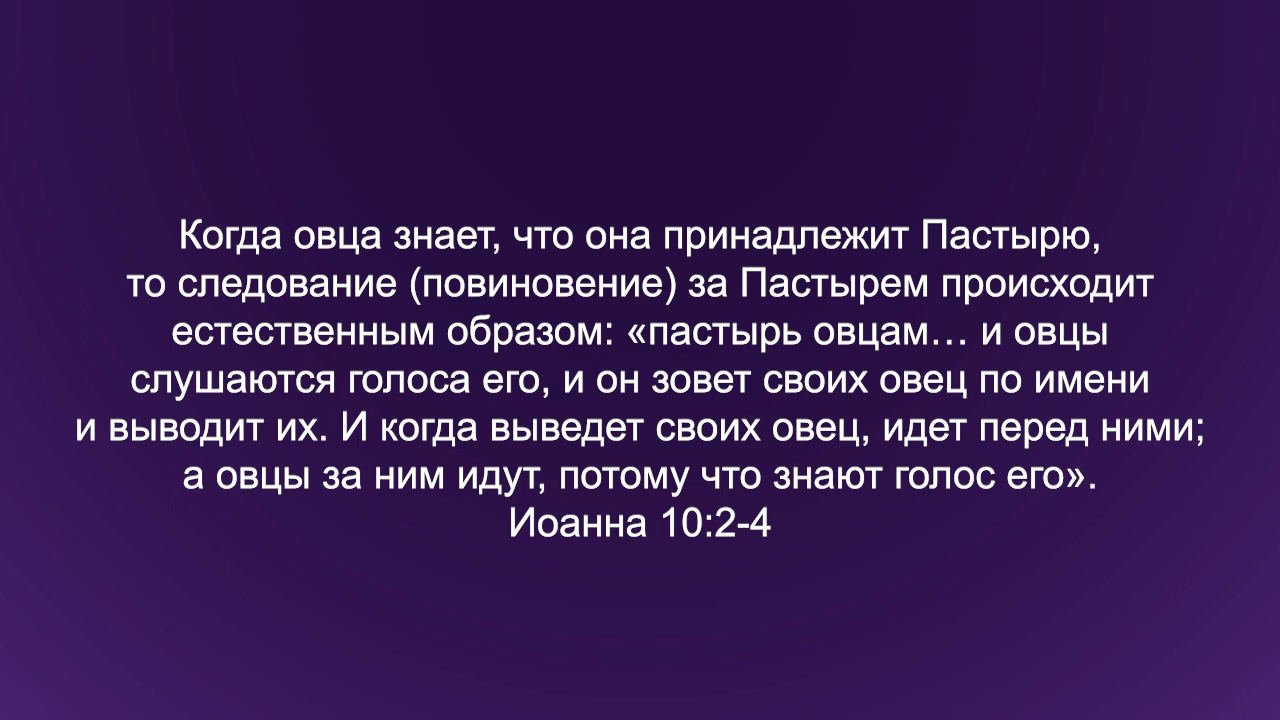 Когда овца знает, что она принадлежит Пастырю,
то следование (повиновение) за Пастырем происходит
естественным образом: «пастырь овцам... и овцы
слушаются голоса его, и он зовет своих овец по имени
и выводит их. И когда выведет своих овец, идет перед ними;
а овцы за ним идут, потому что знают голос его».
Иоанна 10:2-4